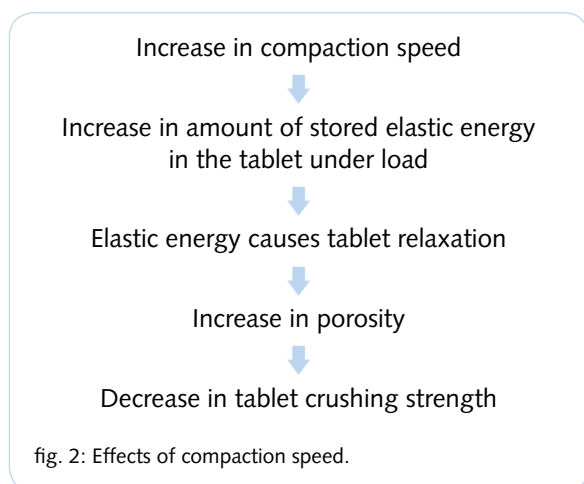 Increase in compaction speed
Increase in amount of stored elastic energy
in the tablet under load
Elastic energy causes tablet relaxation
Increase in porosity
Decrease in tablet crushing strength
fig. 2: Effects of compaction speed.